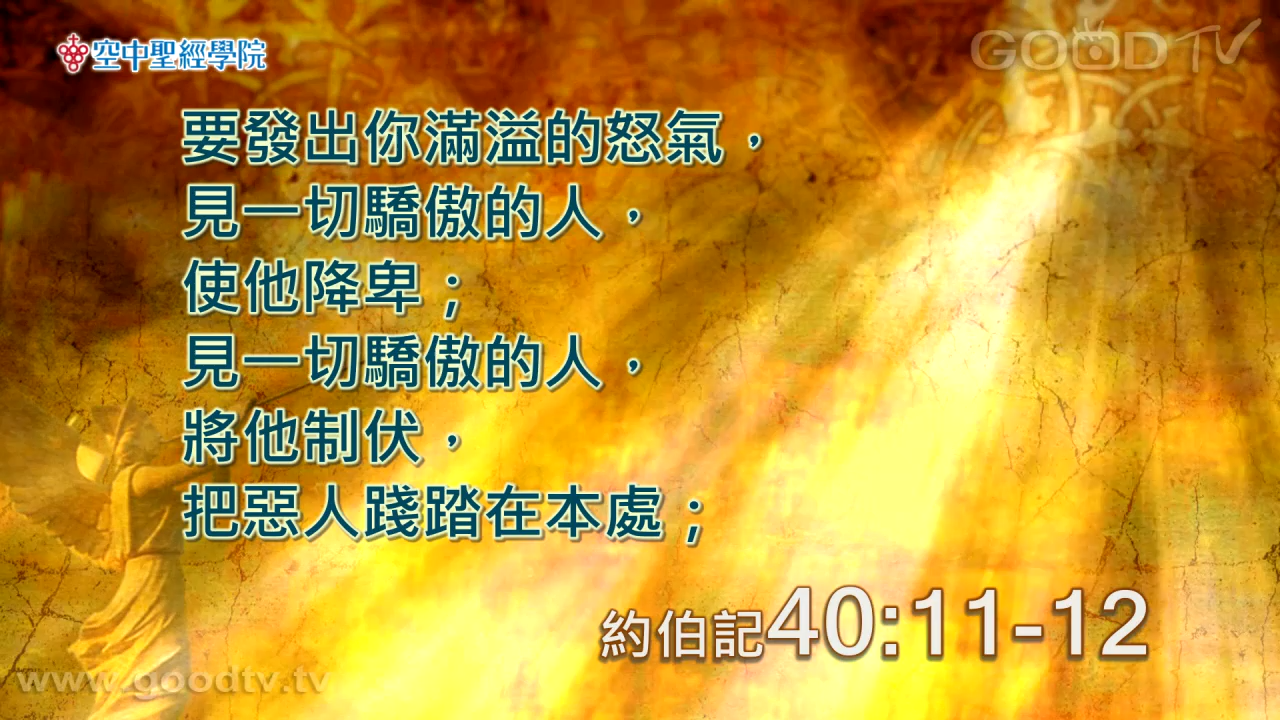 空中聖經學院
GOODTV
要發出你滿溢的怒氣，
見一切驕傲的人，
使他降卑；
見一切驕傲的人，
將他制伏，
把惡人踐踏在本處；
約伯記40:11-12
www.goodtv.tv